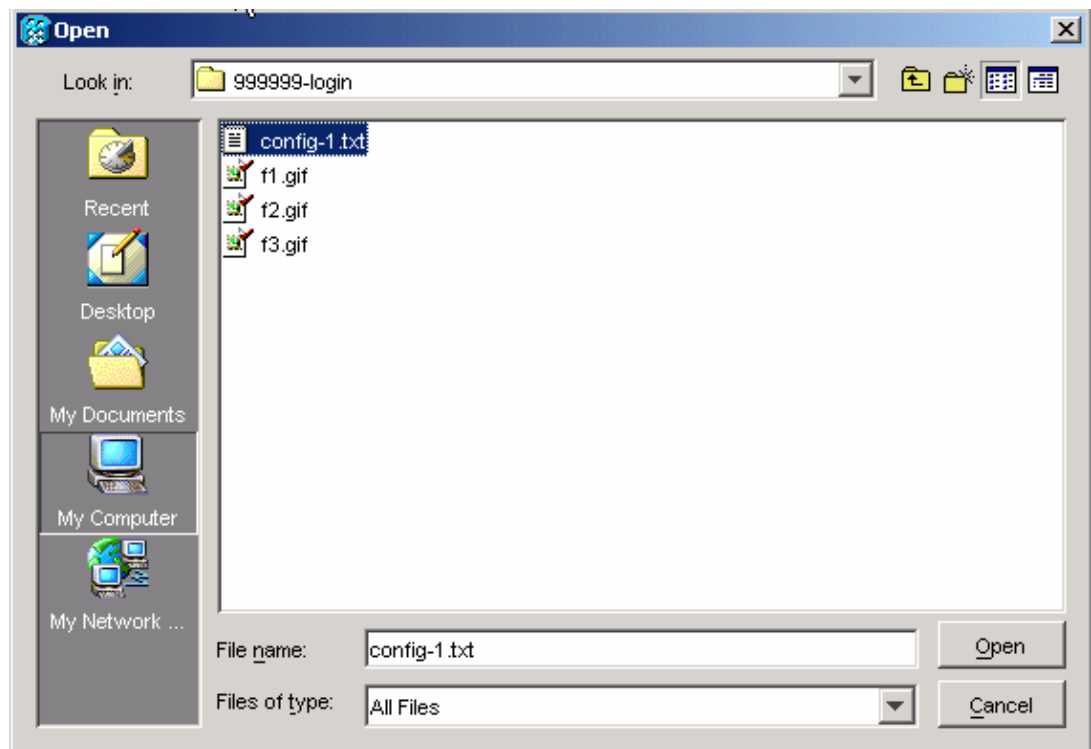 Open
Look in:
999999-login
config-1.txt
f1.gif
f2.gif
f3.gif
Recent
Desktop
My Documents
My Computer
My Network ...
File name:
config-1.txt
Open
Files of type:
All Files
Cancel